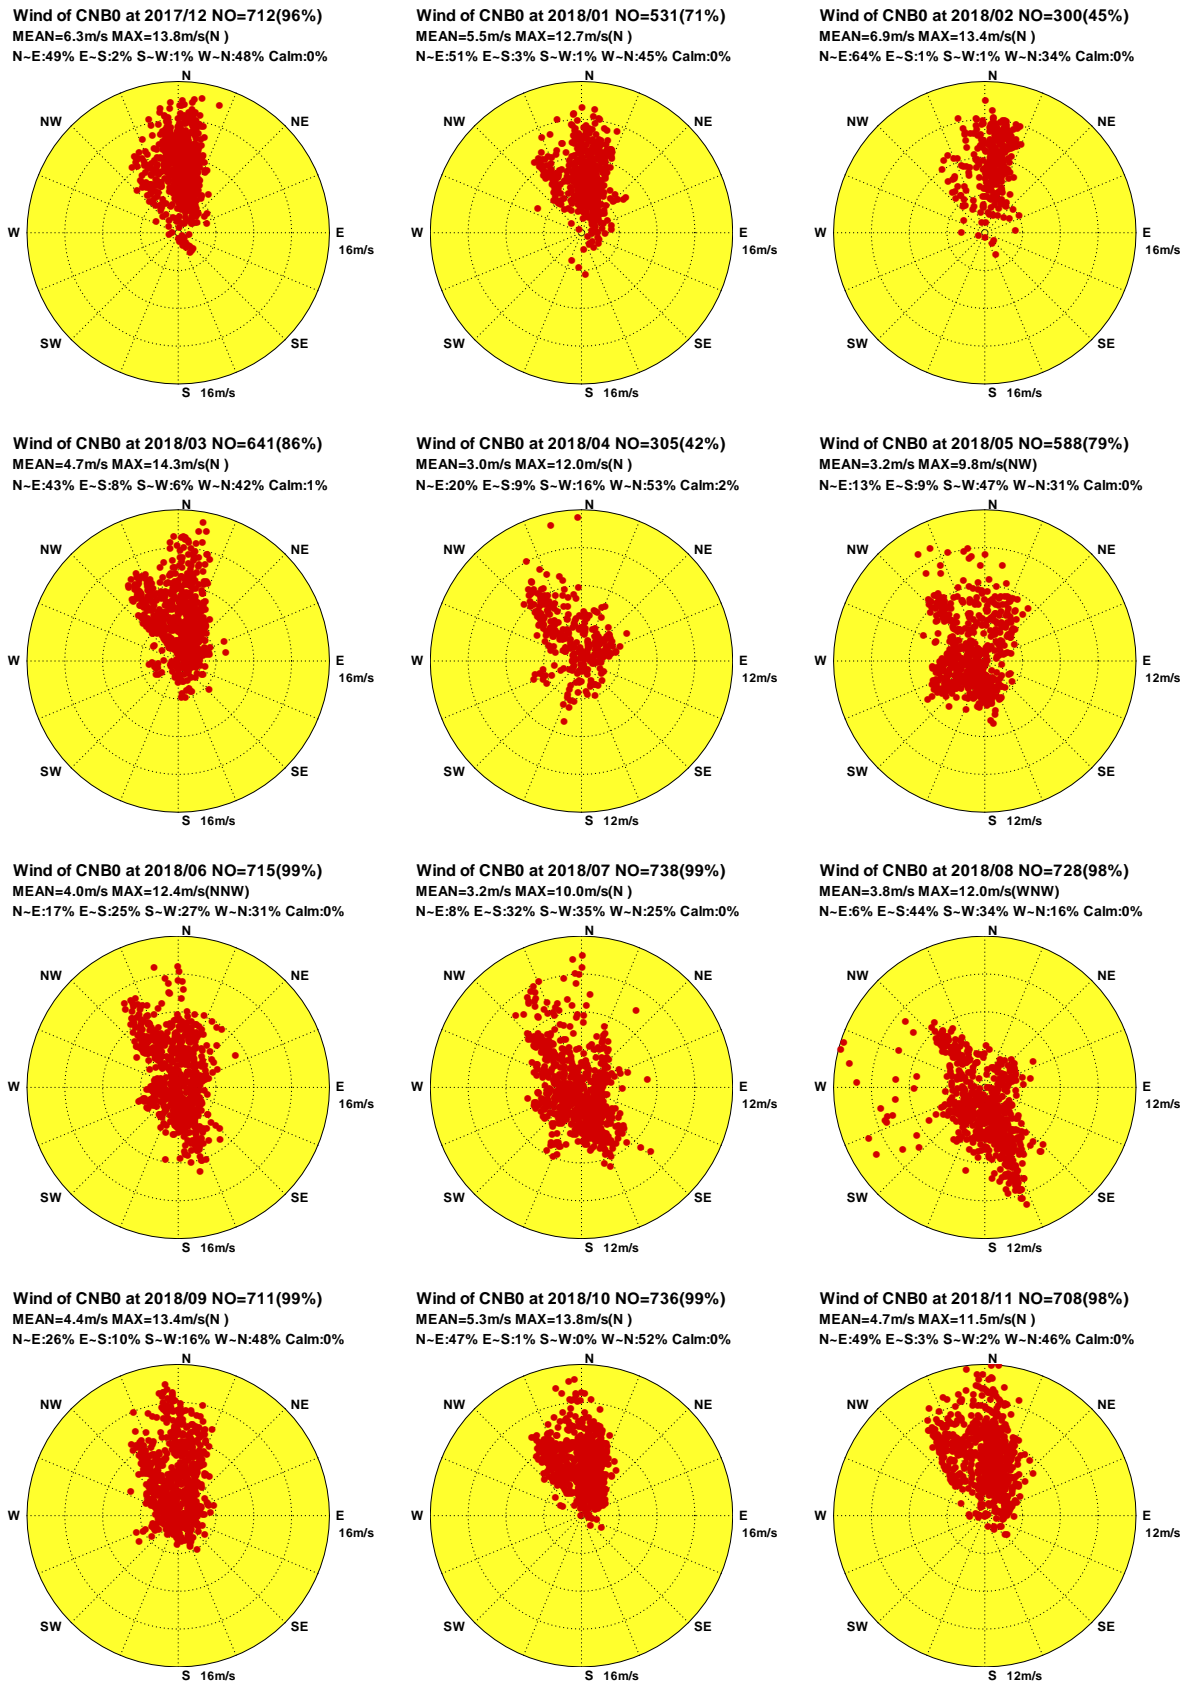 Wind of CNB0 at 2017/12 NO=712(96%)
MEAN=6.3m/s MAX=13.8m/s(N )
N~E:49% E~S:2% S~W:1% W~N:48% Calm:0%
N
NW
NE
W
E
16m/s
SW
SE
S 16m/s
Wind of CNB0 at 2018/01 NO=531(71%)
MEAN=5.5m/s MAX=12.7m/s(N )
N~E:51% E~S:3% S~W:1% W~N:45% Calm:0%
N
NW
NE
W
E
16m/s
SW
SE
S 16m/s
Wind of CNB0 at 2018/02 NO=300(45%)
MEAN=6.9m/s MAX=13.4m/s(N )
N~E:64% E~S:1% S~W:1% W~N:34% Calm:0%
N
NW
NE
W
E
16m/s
SW
SE
S 16m/s
Wind of CNB0 at 2018/03 NO=641(86%)
MEAN=4.7m/s MAX=14.3m/s(N )
N~E:43% E~S:8% S~W:6% W~N:42% Calm:1%
N
NW
NE
W
E
16m/s
SW
SE
S 16m/s
Wind of CNB0 at 2018/04 NO=305(42%)
MEAN=3.0m/s MAX=12.0m/s(N )
N~E:20% E~S:9% S~W:16% W~N:53% Calm:2%
N
NW
NE
W
E
12m/s
SW
SE
S 12m/s
Wind of CNB0 at 2018/05 NO=588(79%)
MEAN=3.2m/s MAX=9.8m/s(NW)
N~E:13% E~S:9% S~W:47% W~N:31% Calm:0%
N
NW
NE
W
E
12m/s
SW
SE
S 12m/s
Wind of CNB0 at 2018/06 NO=715(99%)
MEAN=4.0m/s MAX=12.4m/s(NNW)
N~E:17% E~S:25% S~W:27% W~N:31% Calm:0%
N
NW
NE
W
E
16m/s
SW
SE
S 16m/s
Wind of CNB0 at 2018/07 NO=738(99%)
MEAN=3.2m/s MAX=10.0m/s(N )
N~E:8% E~S:32% S~W:35% W~N:25% Calm:0%
N
NW
NE
W
E
12m/s
SW
SE
S 12m/s
Wind of CNB0 at 2018/08 NO=728(98%)
MEAN=3.8m/s MAX=12.0m/s(WNW)
N~E:6% E~S:44% S~W:34% W~N:16% Calm:0%
N
NW
NE
W
E
12m/s
SW
SE
S 12m/s
Wind of CNB0 at 2018/09 NO=711(99%)
MEAN=4.4m/s MAX=13.4m/s(N )
N~E:26% E~S:10% S~W:16% W~N:48% Calm:0%
N
NW
NE
W
E
16m/s
SW
SE
S 16m/s
Wind of CNB0 at 2018/10 NO=736(99%)
MEAN=5.3m/s MAX=13.8m/s(N )
N~E:47% E~S:1% S~W:0% W~N:52% Calm:0%
N
NW
NE
W
E
16m/s
SW
SE
S 16m/s
Wind of CNB0 at 2018/11 NO=708(98%)
MEAN=4.7m/s MAX=11.5m/s(N )
N~E:49% E~S:3% S~W:2% W~N:46% Calm:0%
N
NW
NE
W
E
12m/s
SW
SE
S 12m/s